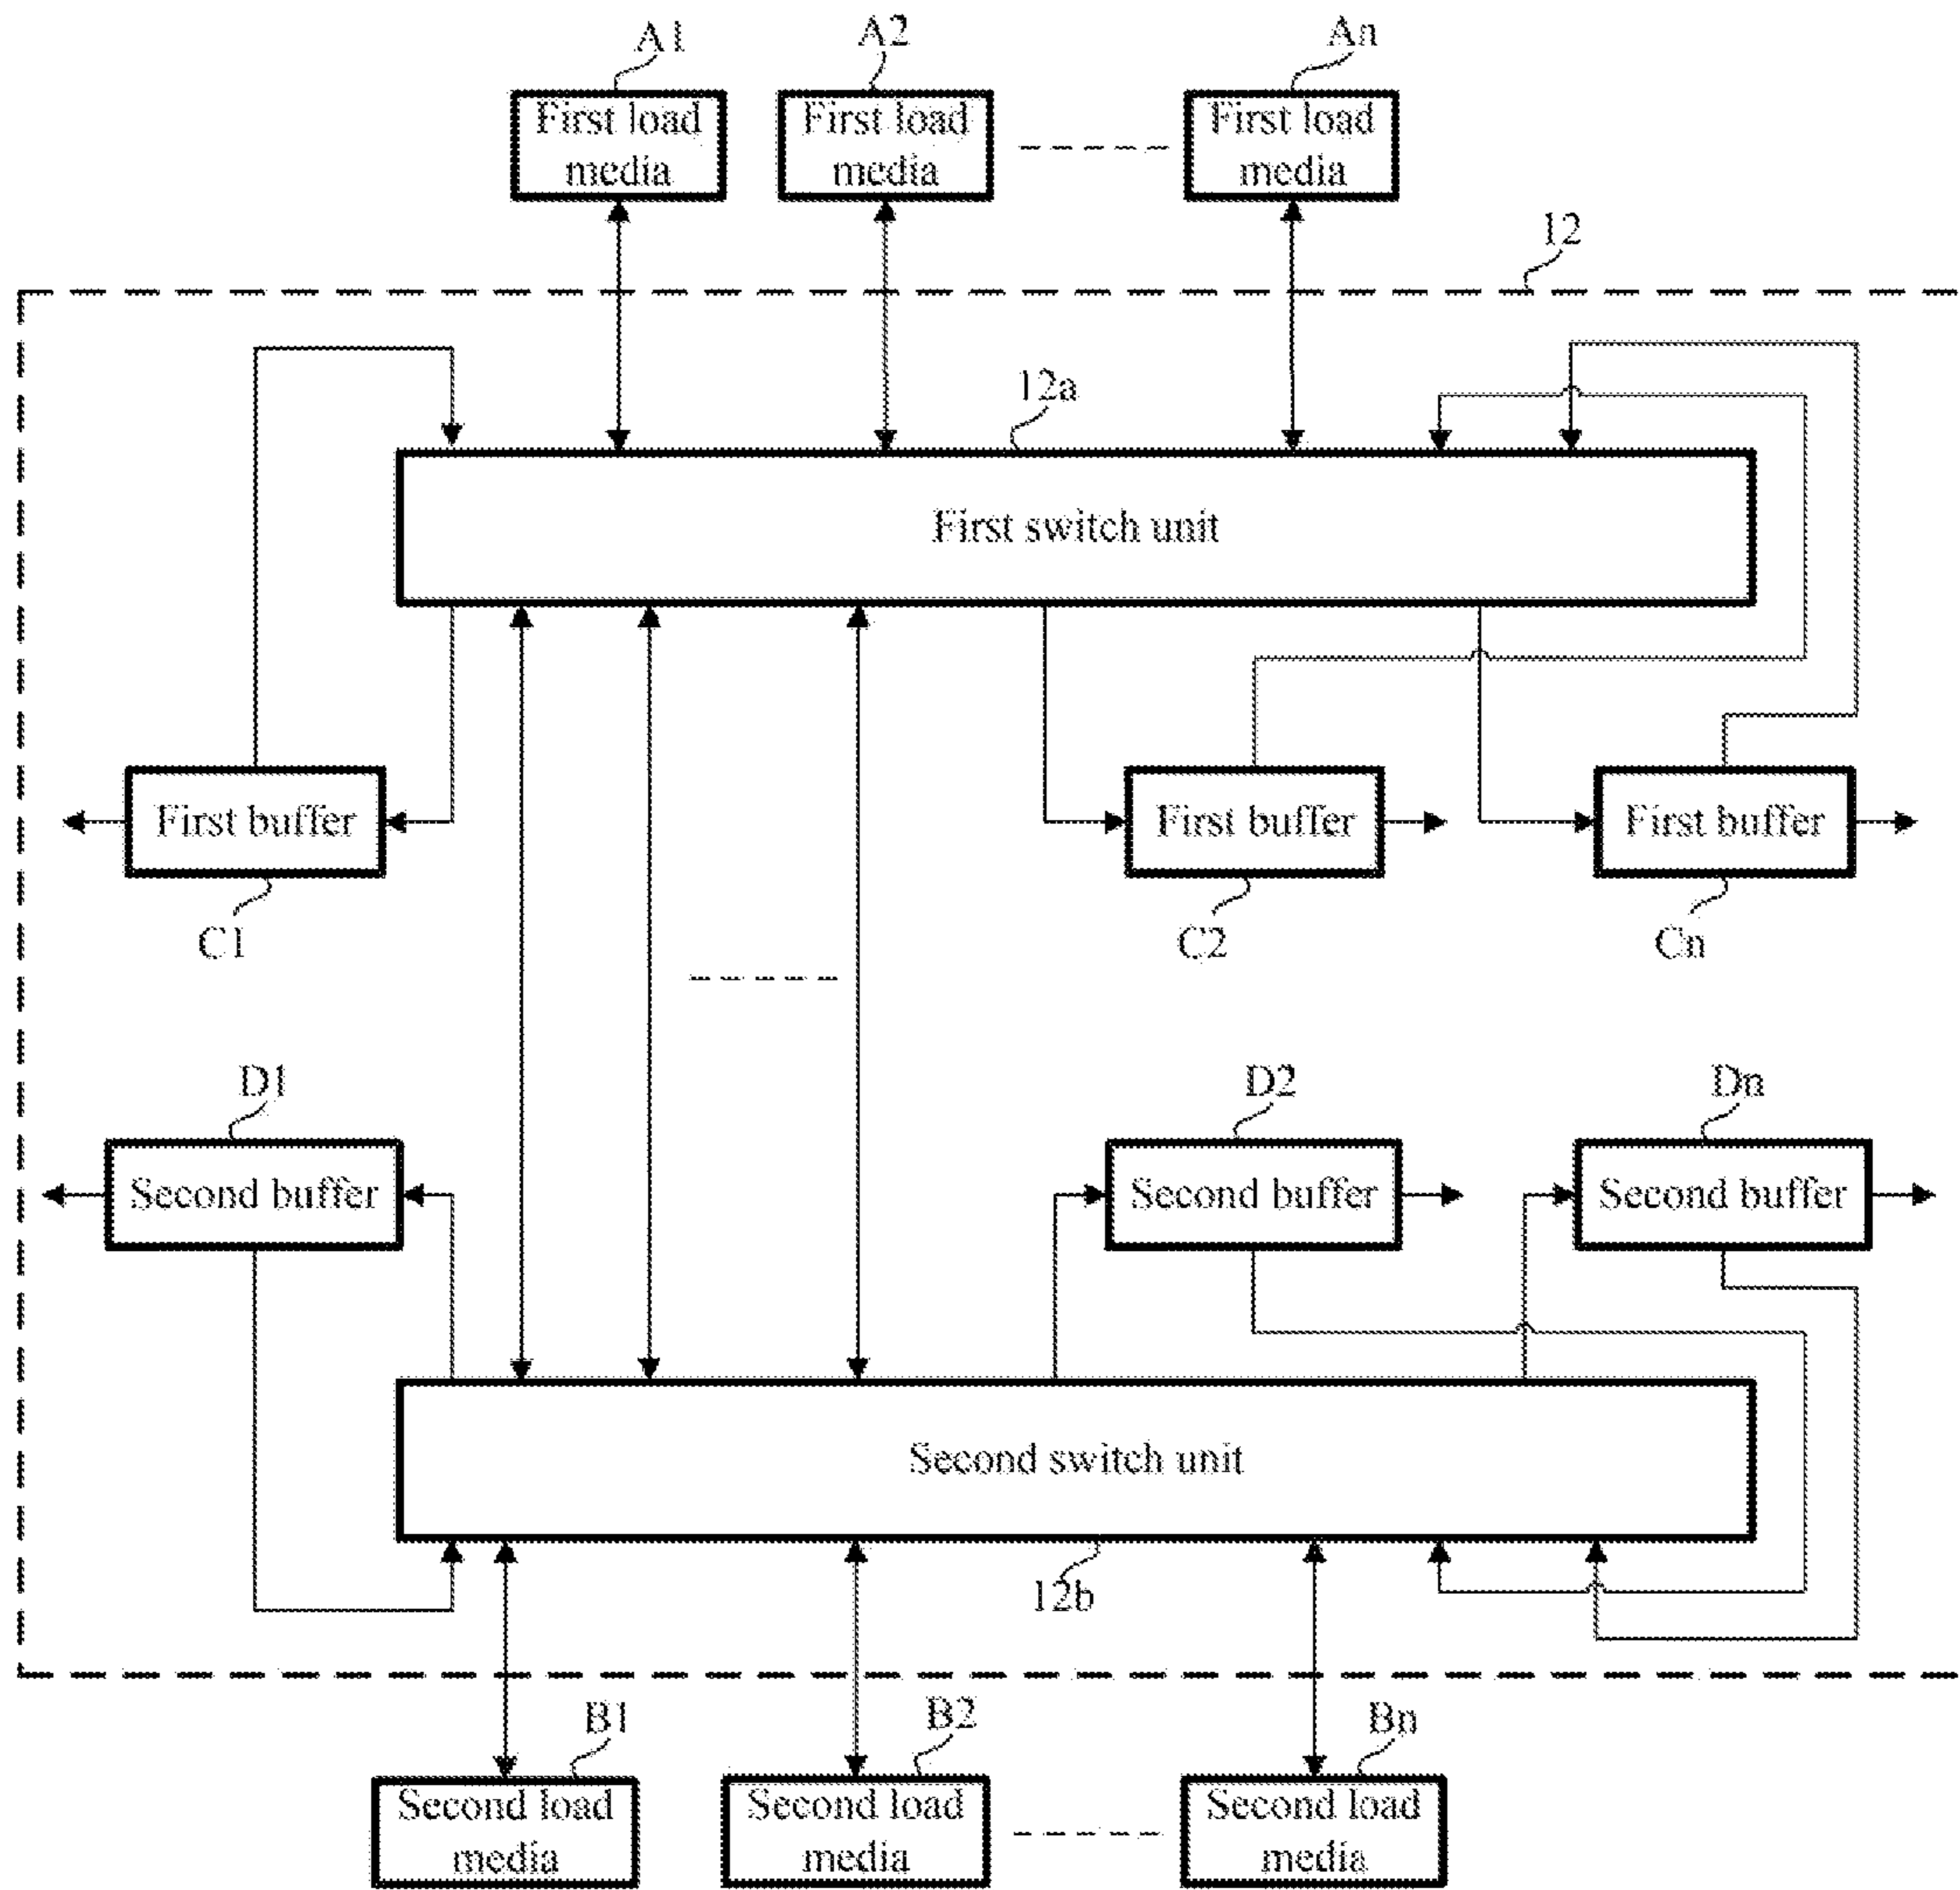 A1
A2
An
First load
media
First load
media
First load
media
12
12a
First switch unit
First buffer
First buffer
First buffer
C1
C2
Cn
D1
D2
Dn
Second buffer
Second buffer
Second buffer
Second switch unit
12b
B1
B2
Bn
Second load
media
Second load
media
Second load
media